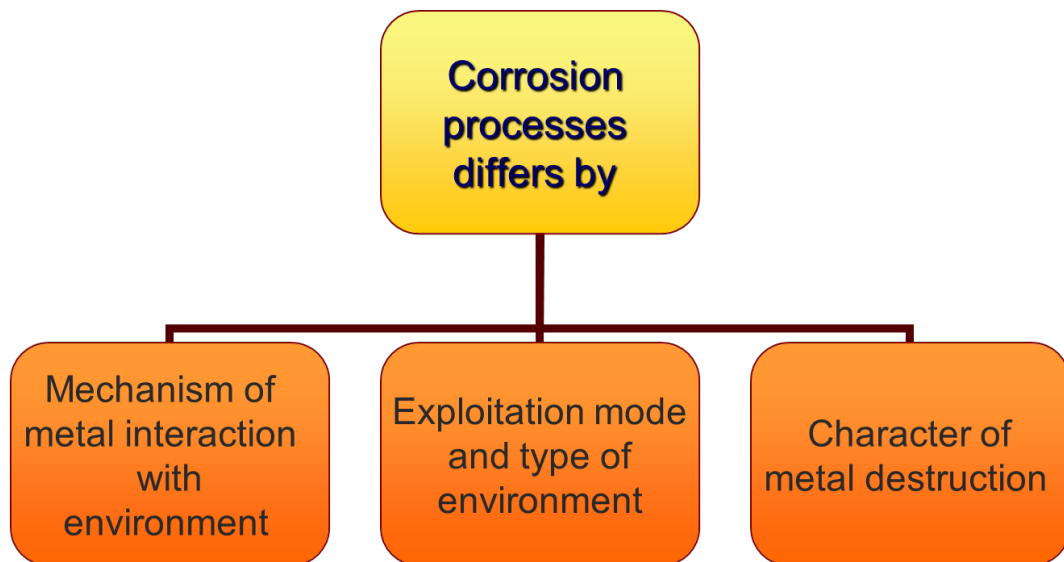 Corrosion
processes
differs by
Mechanism of
metal interaction
with
environment
Exploitation mode
and type of
environment
Character of
metal destruction